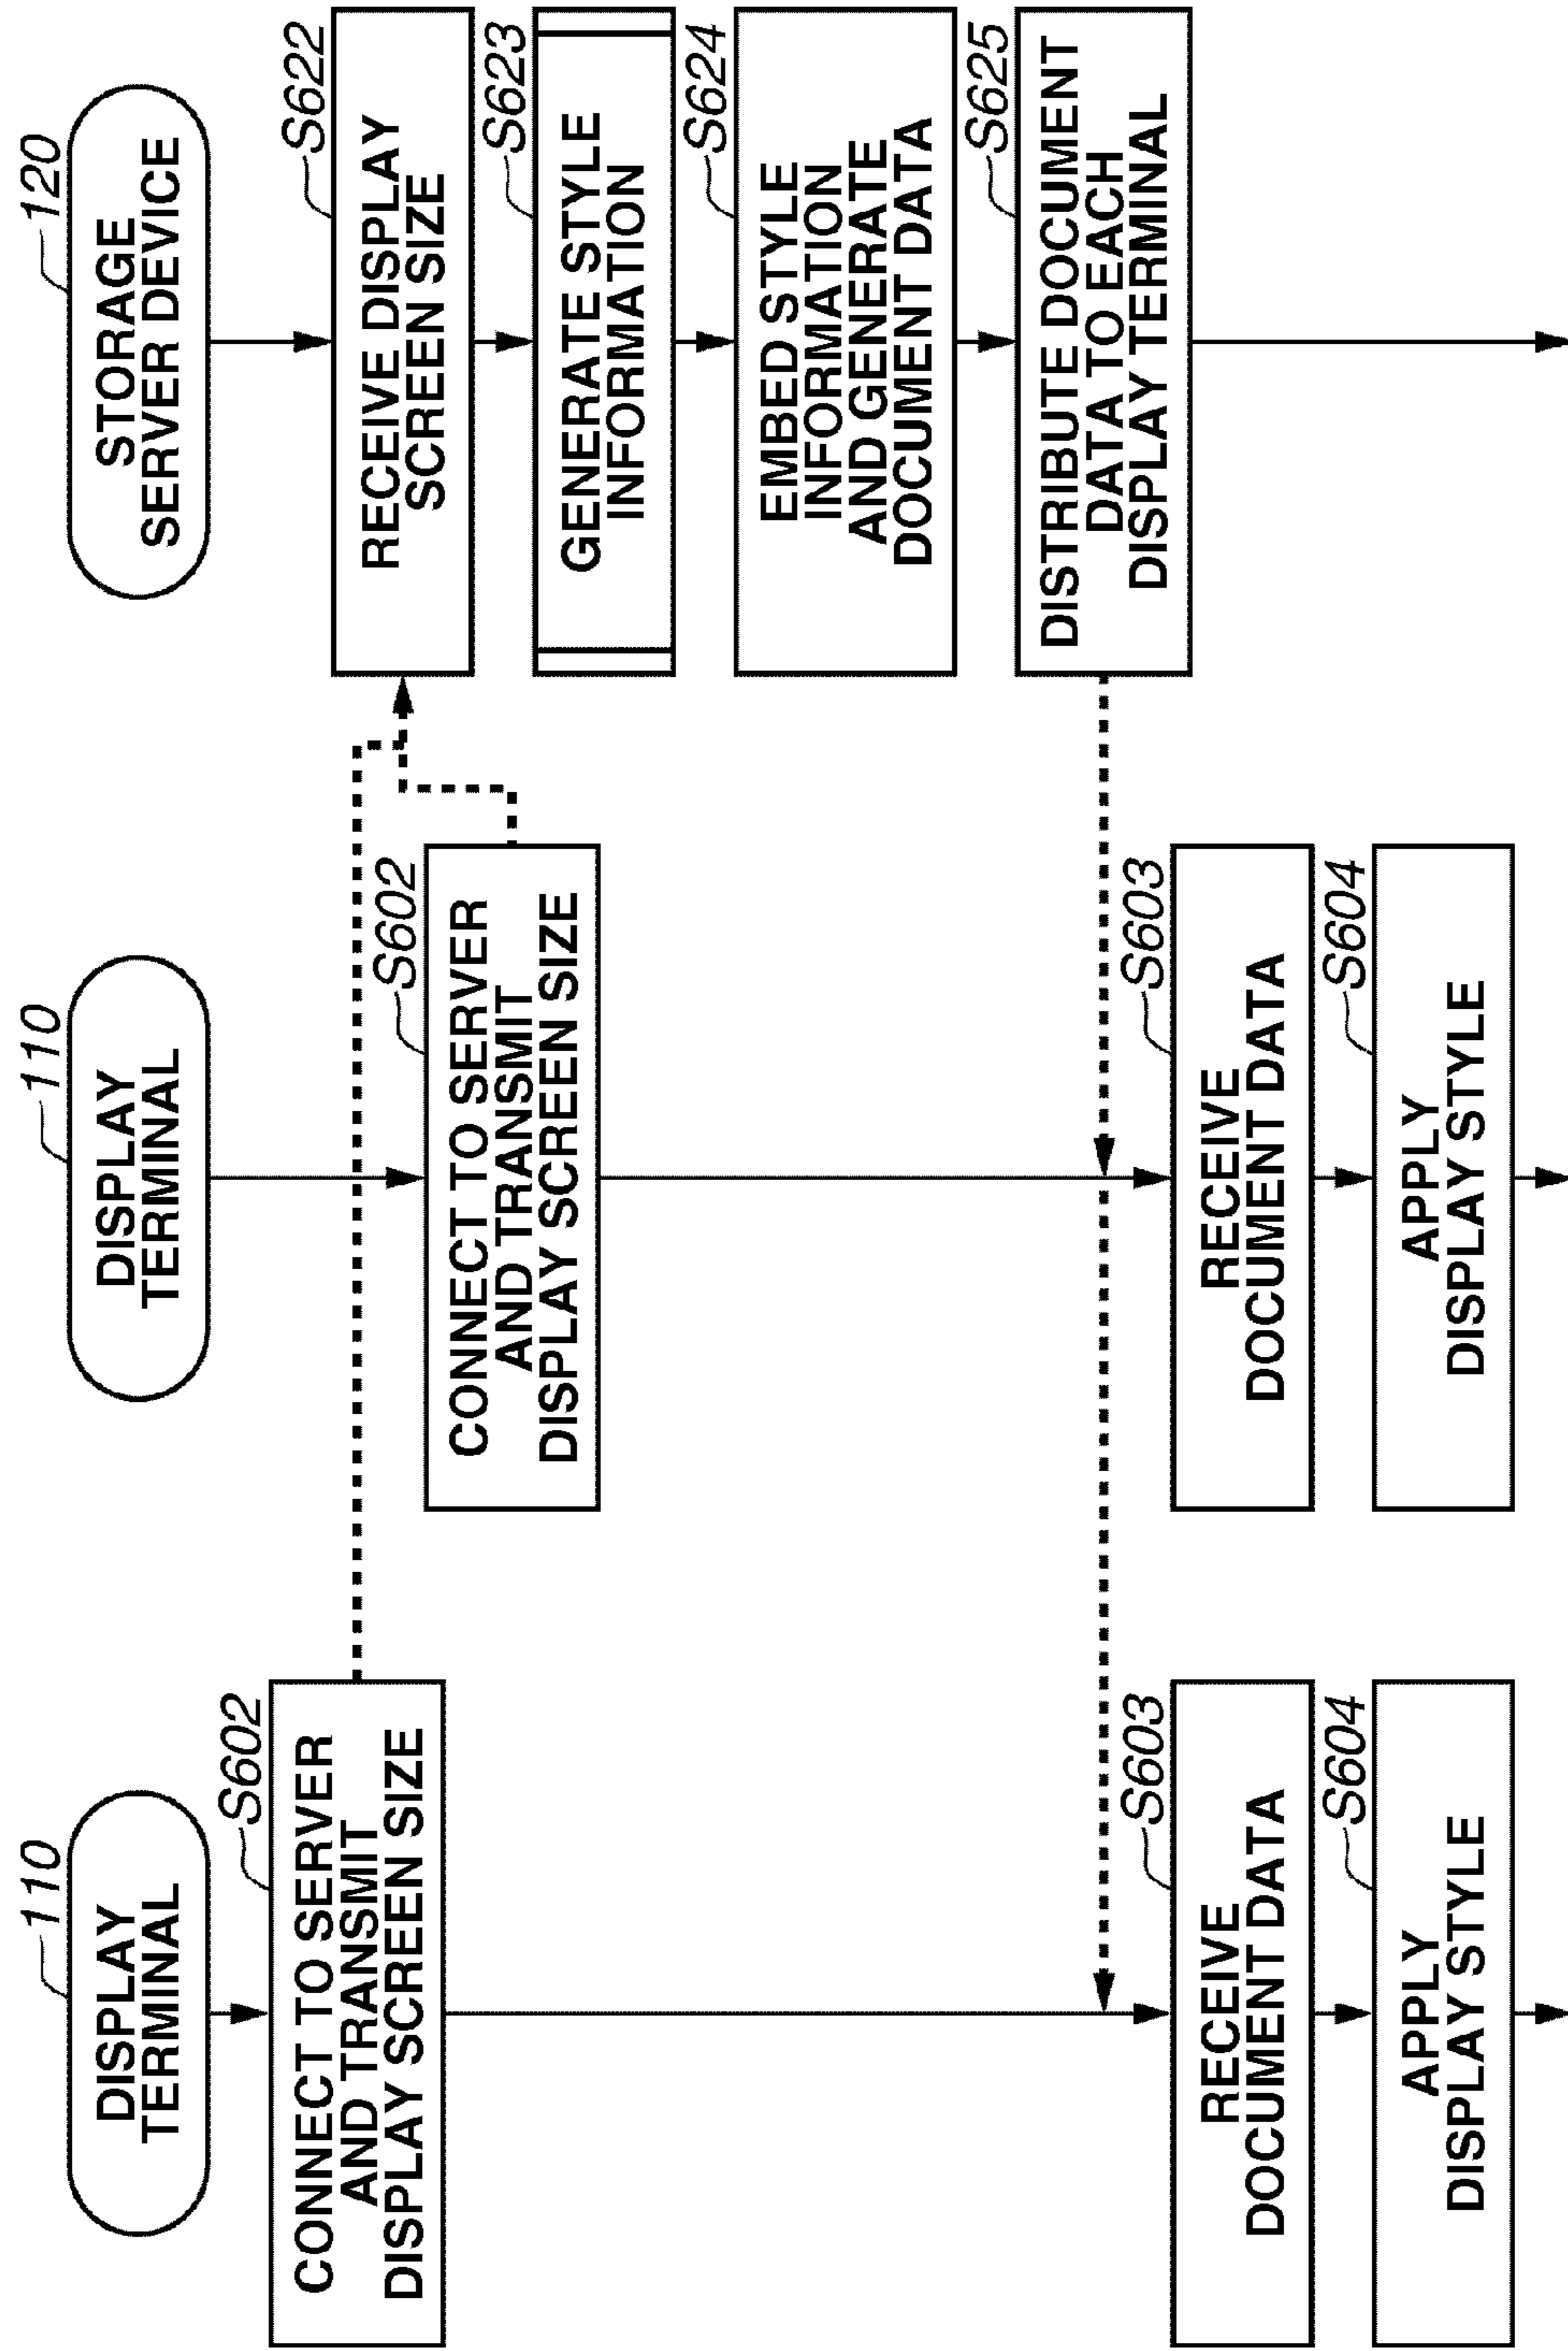 110
DISPLAY
TERMINAL
S602
CONNECT TO SERVER
AND TRANSMIT
DISPLAY SCREEN SIZE
S603
RECEIVE
DOCUMENT DATA
S604
APPLY
DISPLAY STYLE
110
DISPLAY
TERMINAL
S602
CONNECT TO SERVER
AND TRANSMIT
DISPLAY SCREEN SIZE
S603
RECEIVE
DOCUMENT DATA
S604
APPLY
DISPLAY STYLE
120
STORAGE
SERVER DEVICE
S622
RECEIVE DISPLAY
SCREEN SIZE
S623
GENERATE STYLE
INFORMATION
S624
EMBED STYLE
INFORMATION
AND GENERATE
DOCUMENT DATA
S625
DISTRIBUTE DOCUMENT
DATA TO EACH
DISPLAY TERMINAL